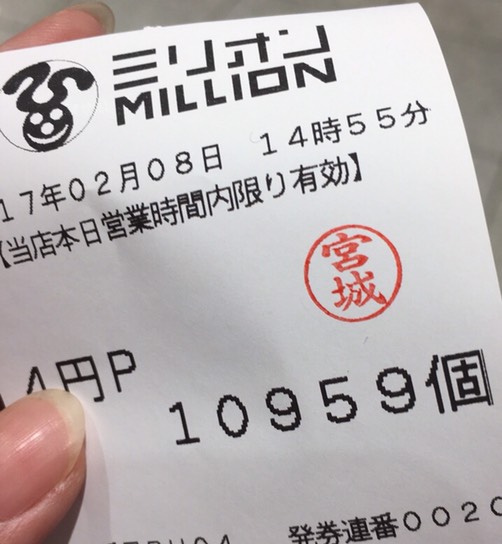 ミリオン
MILLION
17年02月08日 14時55分
【当店本日営業時間内限り有効】
宮城
4円P
10959個
発券連番0020